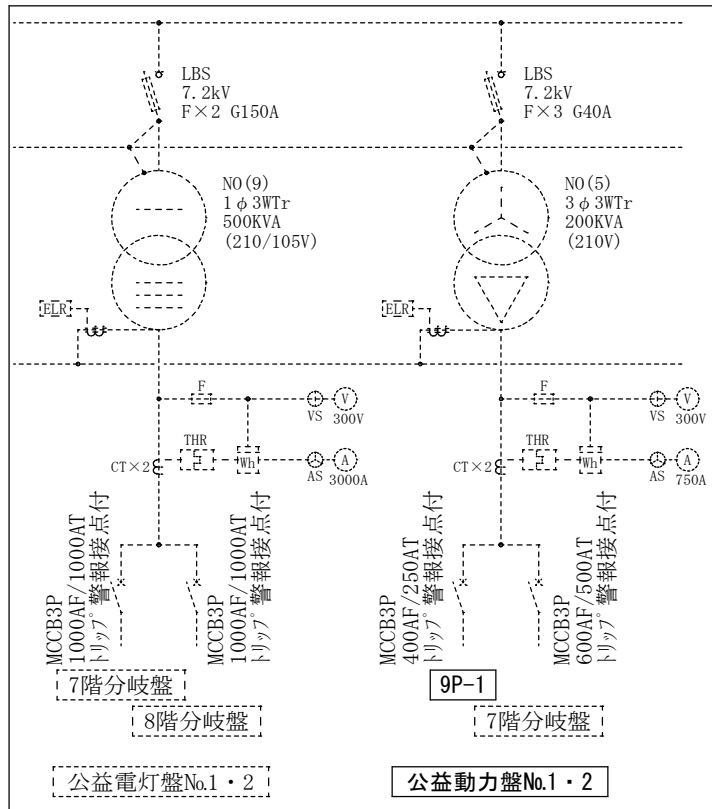 LBS
7.2kV
F×2 G150A
NO(9)
1φ3WTr
500KVA
(210/105V)
ELR
F
VS
V
300V
THR
CT×2
Wh
AS
A
3000A
MCCB3P
1000AF/1000AT
トリップ警報接点付
MCCB3P
1000AF/1000AT
トリップ警報接点付
7階分岐盤
8階分岐盤
公益電灯盤No.1・2
LBS
7.2kV
F×3 G40A
NO(5)
3φ3WTr
200KVA
(210V)
ELR
F
VS
V
300V
THR
CT×2
Wh
AS
A
750A
MCCB3P
400AF/250AT
トリップ警報接点付
MCCB3P
600AF/500AT
トリップ警報接点付
9P-1
7階分岐盤
公益動力盤No.1・2